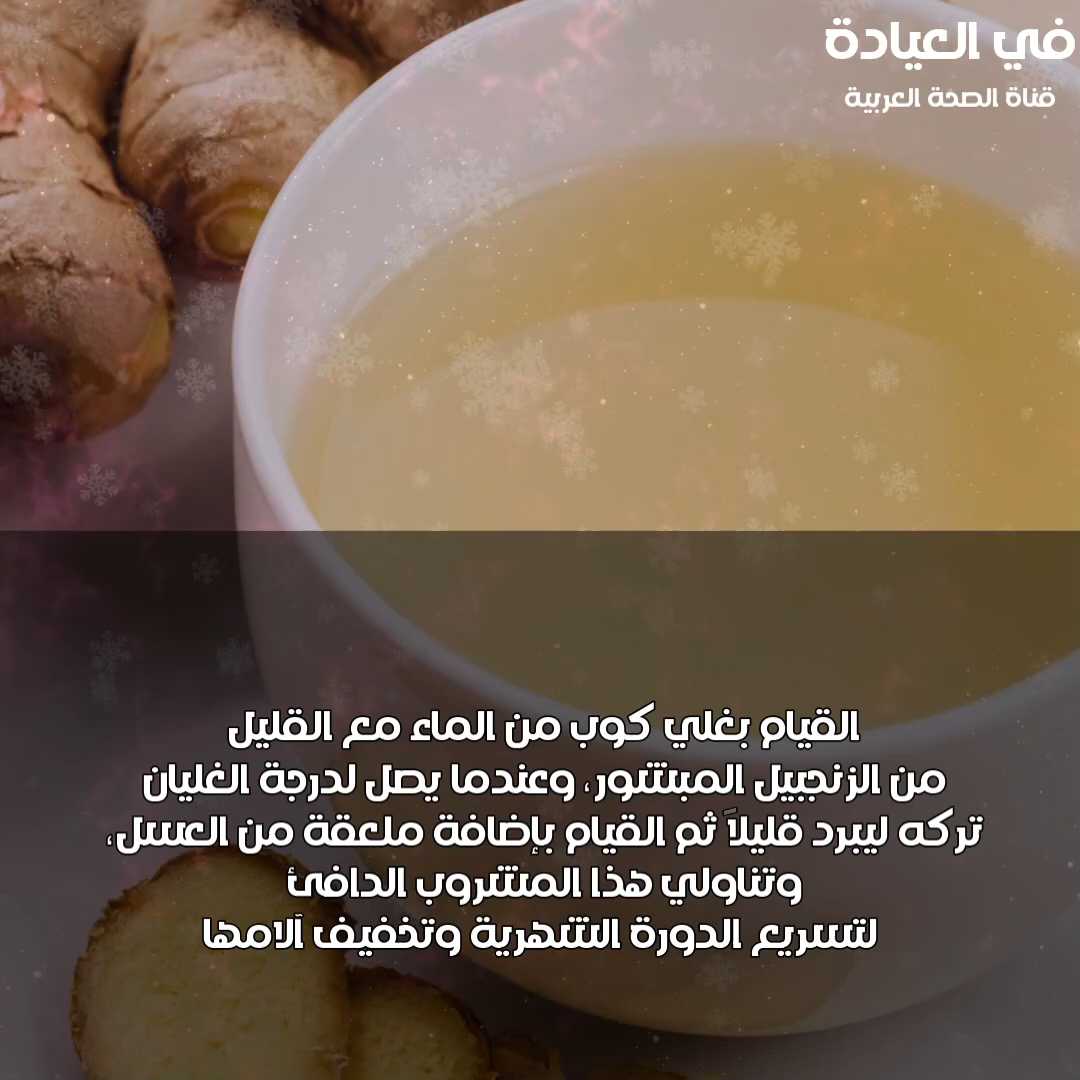 في العيادة
قناة الصحة العربية
القيام بغلي كوب من الماء مع القليل
من الزنجبيل المبشور، وعندما يصل لدرجة الغليان
تركه ليبرد قليلاً ثم القيام بإضافة ملعقة من العسل،
وتناولي هذا المشروب الدافئ
لتسريع الدورة الشهرية وتخفيف آلامها